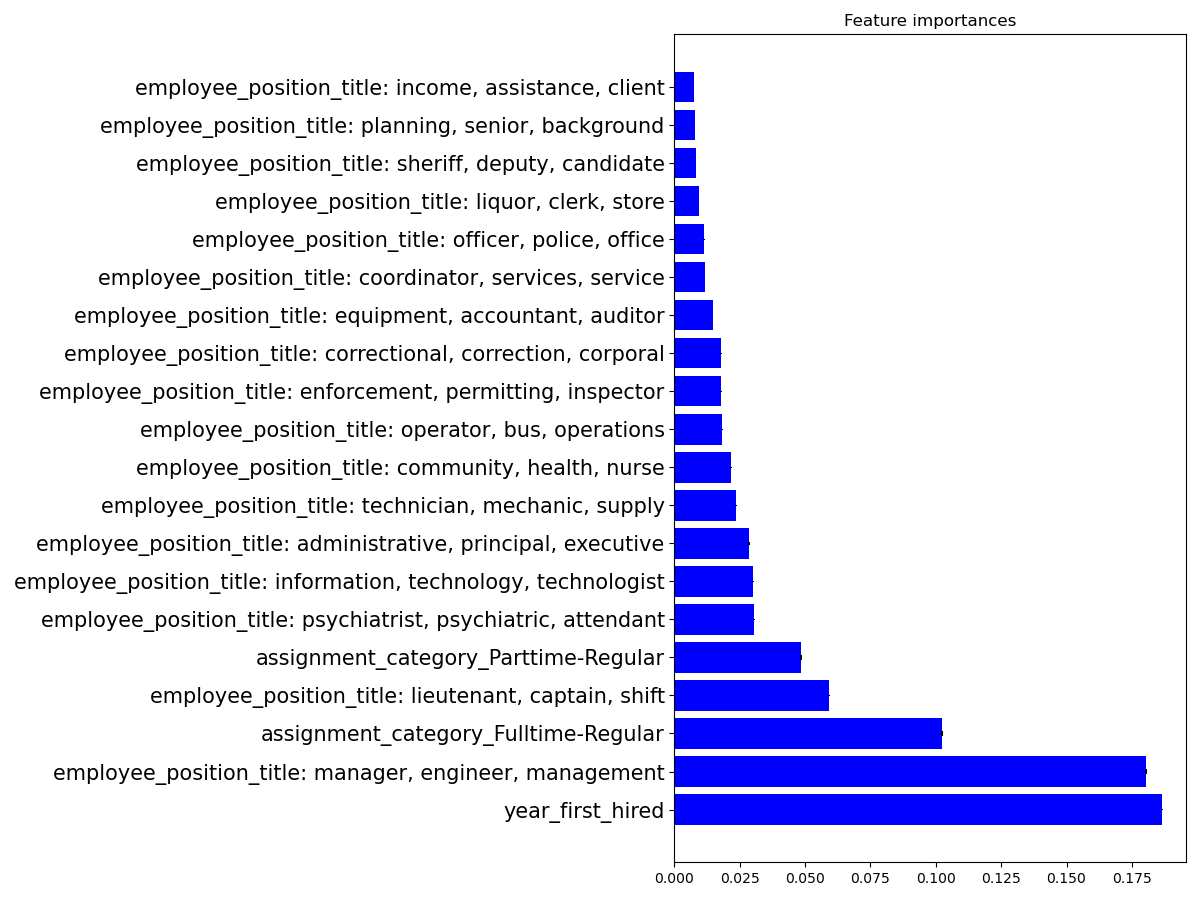 Feature importances
employee_position_title: income, assistance, client
employee_position_title: planning, senior, background
employee_position_title: sheriff, deputy, candidate
employee_position_title: liquor, clerk, store
employee_position_title: officer, police, office
employee_position_title: coordinator, services, service
employee_position_title: equipment, accountant, auditor
employee_position_title: correctional, correction, corporal
employee_position_title: enforcement, permitting, inspector
employee_position_title: operator, bus, operations
employee_position_title: community, health, nurse
employee_position_title: technician, mechanic, supply
employee_position_title: administrative, principal, executive
employee_position_title: information, technology, technologist
employee_position_title: psychiatrist, psychiatric, attendant
assignment_category_Parttime-Regular
employee_position_title: lieutenant, captain, shift
assignment_category_Fulltime-Regular
employee_position_title: manager, engineer, management
year_first_hired
0.000 0.025 0.050 0.075 0.100 0.125 0.150 0.175